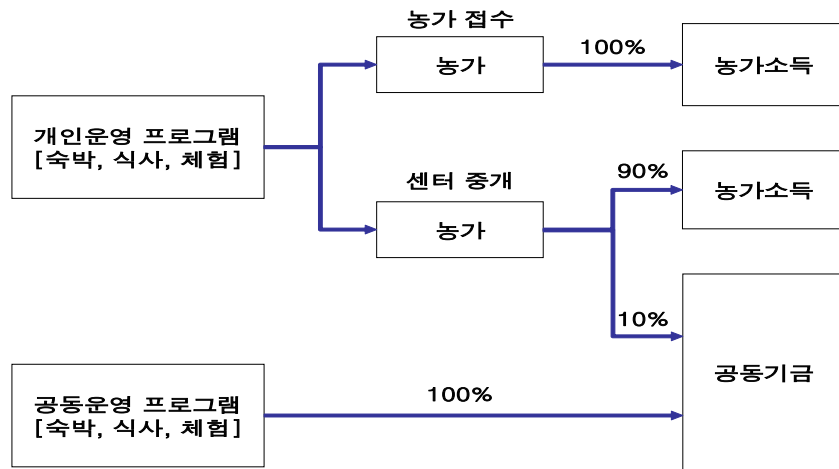 농가 접수
농가
100%
농가소득
개인운영 프로그램
[숙박, 식사, 체험]
센터 중개
농가
90%
농가소득
10%
공동기금
공동운영 프로그램
[숙박, 식사, 체험]
100%